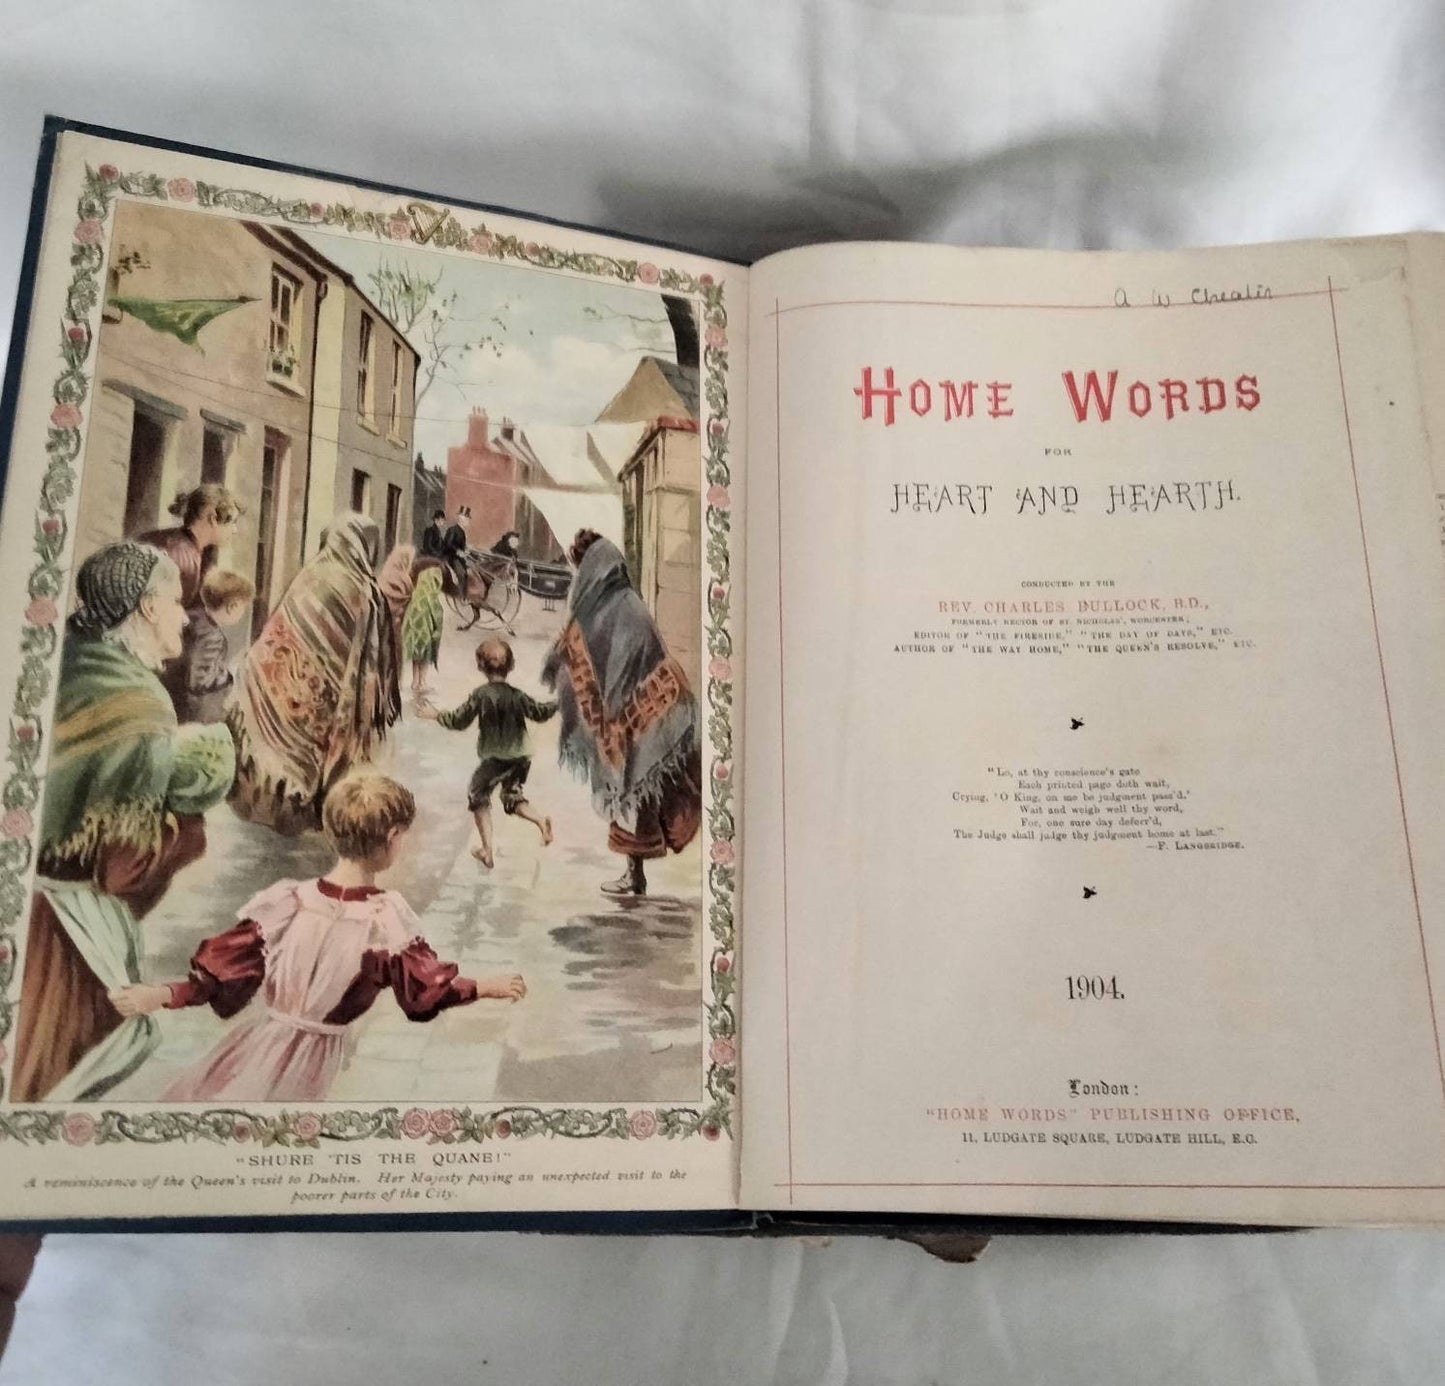 "SHURE 'TIS THE QUANE!"
A reminiscence of the Queen's visit to Dublin. Her Majesty paying an unexpected visit to the
poorer parts of the City.
A W
HOME WORDS
FOR
HEART AND HEARTH.
CONDUCTED BY THE
REV. CHARLES BULLOCK, B.D.,
FORMERLY RECTOR OF ST. NICHOLAS', WORCESTER;
EDITOR OF "THE FIRESIDE," "THE DAY OF DAYS," ETC.
AUTHOR OF "THE WAY HOME," "THE QUEEN'S RESOLVE," ETC.
"Lo, at thy conscience's gate
Each printed page doth wait,
Crying, 'O King, on me be judgment pass'd.'
Wait and weigh well thy word,
For, one sure day deferr'd,
The Judge shall judge thy judgment home at last."
—F. LANGBRIDGE.
1904.
London:
"HOME WORDS" PUBLISHING OFFICE,
11, LUDGATE SQUARE, LUDGATE HILL, E.C.